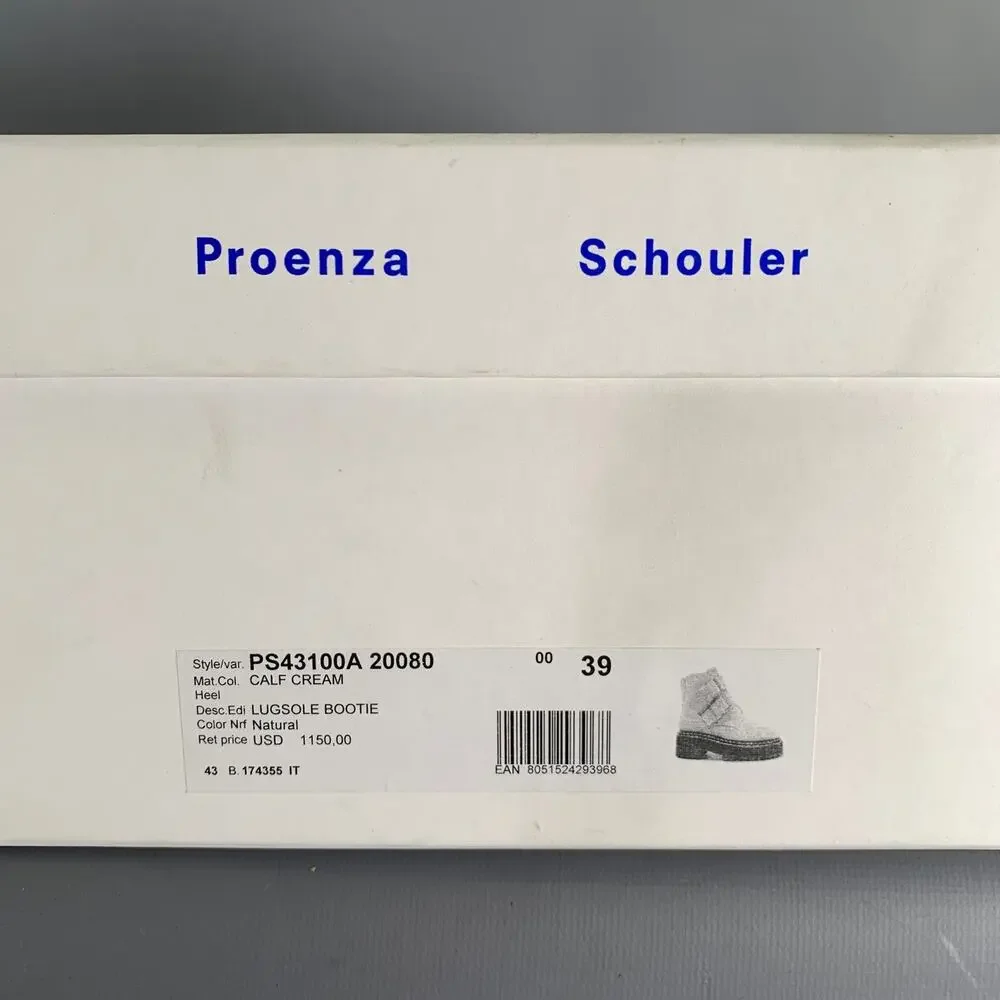 Proenza Schouler
Style/var. PS43100A 20080 00 39
Mat.Col. CALF CREAM
Heel
Desc.Edi LUGSOLE BOOTIE
Color Nrf Natural
Ret price USD 1150,00
43 B.174355 IT
EAN 8051524293968